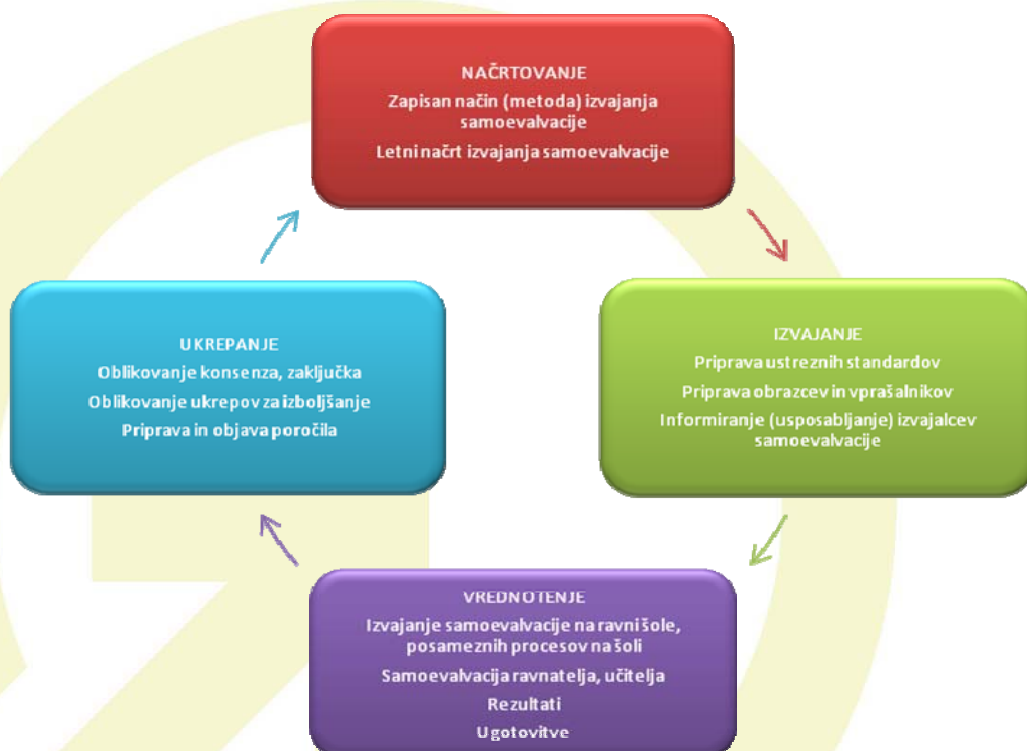 NAČRTOVANJE
Zapisan način (metoda) izvajanja
samoevalvacije
Letni načrt izvajanja samoevalvacije
UKREPANJE
Oblikovanje konsenza, zaključka
Oblikovanje ukrepov za izboljšanje
Priprava in objava poročila
IZVAJANJE
Priprava ustreznih standardov
Priprava obrazcev in vprašalnikov
Informiranje (usposabljanje) izvajalcev
samoevalvacije
VREDNOTENJE
Izvajanje samoevalvacije na ravni šole,
posameznih procesov na šoli
Samoevalvacija ravnatelja, učitelja
Rezultati
Ugotovitve